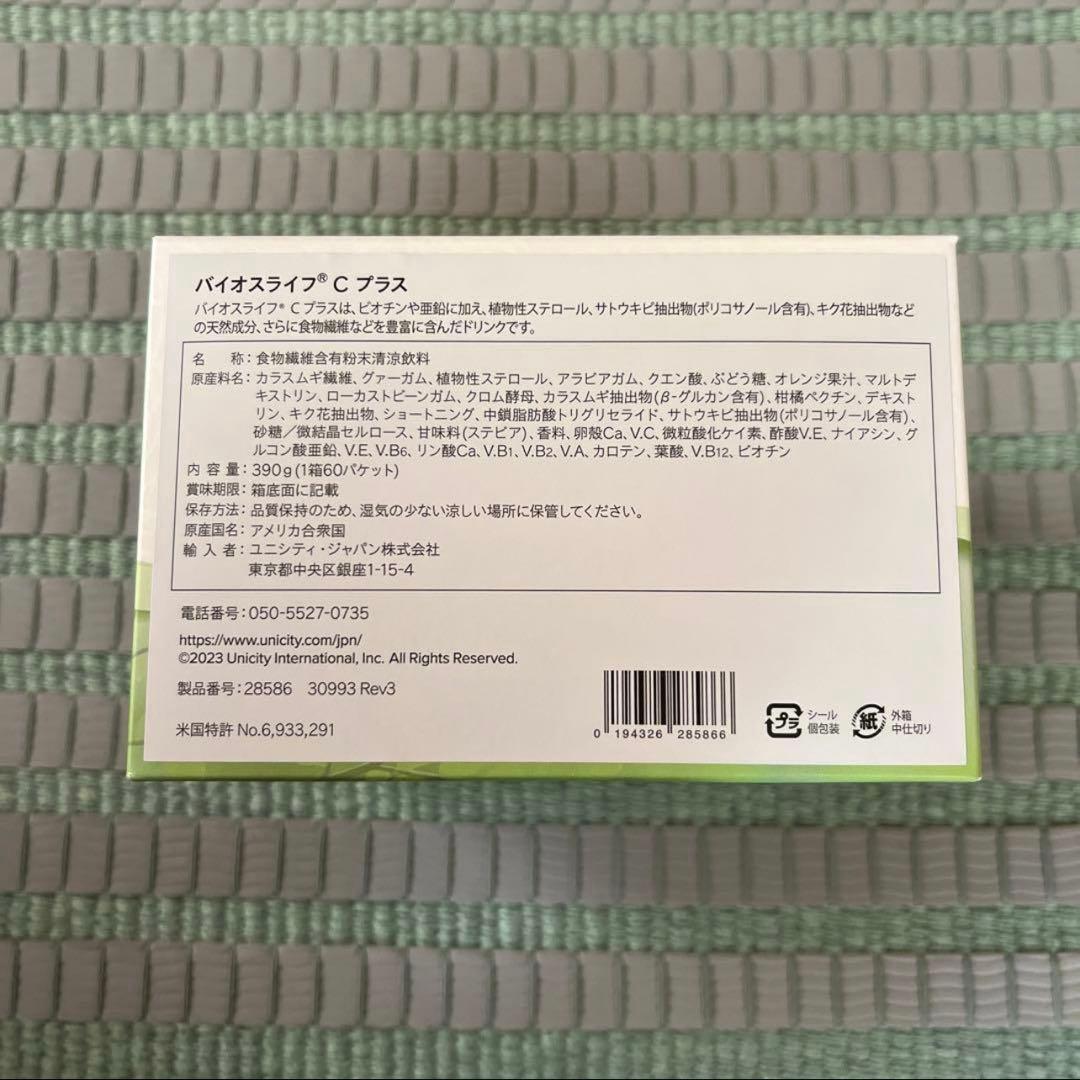 バイオスライフ® C プラス
バイオスライフ® C プラスは、ビオチンや亜鉛に加え、植物性ステロール、サトウキビ抽出物(ポリコサノール含有)、キク花抽出物など
の天然成分、さらに食物繊維などを豊富に含んだドリンクです。
名 称：食物繊維含有粉末清涼飲料
原産料名：カラスムギ繊維、グァーガム、植物性ステロール、アラビアガム、クエン酸、ぶどう糖、オレンジ果汁、マルトデ
キストリン、ローカストビーンガム、クロム酵母、カラスムギ抽出物(β-グルカン含有)、柑橘ペクチン、デキスト
リン、キク花抽出物、ショートニング、中鎖脂肪酸トリグリセライド、サトウキビ抽出物(ポリコサノール含有)、
砂糖／微結晶セルロース、甘味料(ステビア)、香料、卵殻Ca、V.C、微粒酸化ケイ素、酢酸V.E、ナイアシン、グ
ルコン酸亜鉛、V.E、V.B6、リン酸Ca、V.B1、V.B2、V.A、カロテン、葉酸、V.B12、ビオチン
内 容 量：390g(1箱60パケット)
賞味期限：箱底面に記載
保存方法：品質保持のため、湿気の少ない涼しい場所に保管してください。
原産国名：アメリカ合衆国
輸 入 者：ユニシティ・ジャパン株式会社
東京都中央区銀座1-15-4
電話番号：050-5527-0735
https://www.unicity.com/jpn/
©2023 Unicity International, Inc. All Rights Reserved.
製品番号：28586 30993 Rev3
米国特許 No.6,933,291
0 194326 285866
プラ シール
個包装
紙 外箱
中仕切り